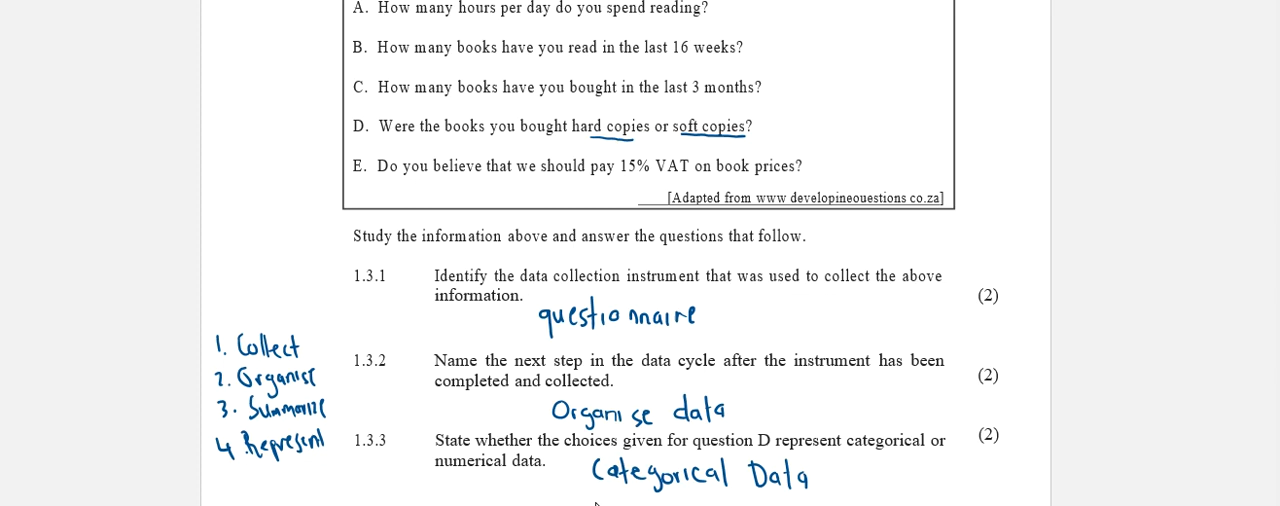 A. How many hours per day do you spend reading?
B. How many books have you read in the last 16 weeks?
C. How many books have you bought in the last 3 months?
D. Were the books you bought hard copies or soft copies?
E. Do you believe that we should pay 15% VAT on book prices?
[Adapted from www developineouestions co.za]
Study the information above and answer the questions that follow.
1.3.1 Identify the data collection instrument that was used to collect the above
information. (2)
questionnaire
1. Collect
1.3.2 Name the next step in the data cycle after the instrument has been
completed and collected. (2)
2. Organise
3. Summarize
Organise data
4 Represent
1.3.3 State whether the choices given for question D represent categorical or (2)
numerical data.
Categorical Data